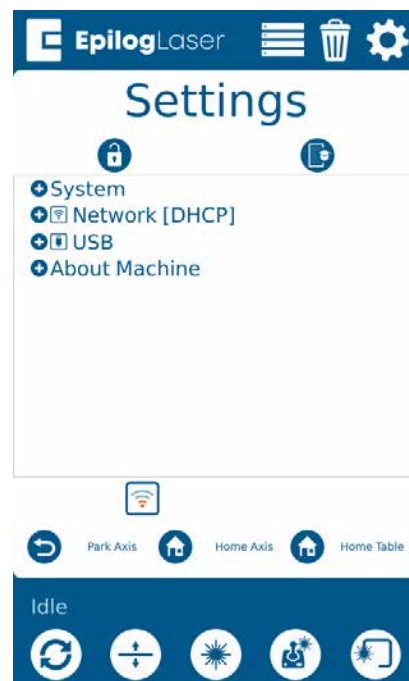 EpilogLaser
Settings
System
Network [DHCP]
USB
About Machine
Park Axis Home Axis Home Table
Idle